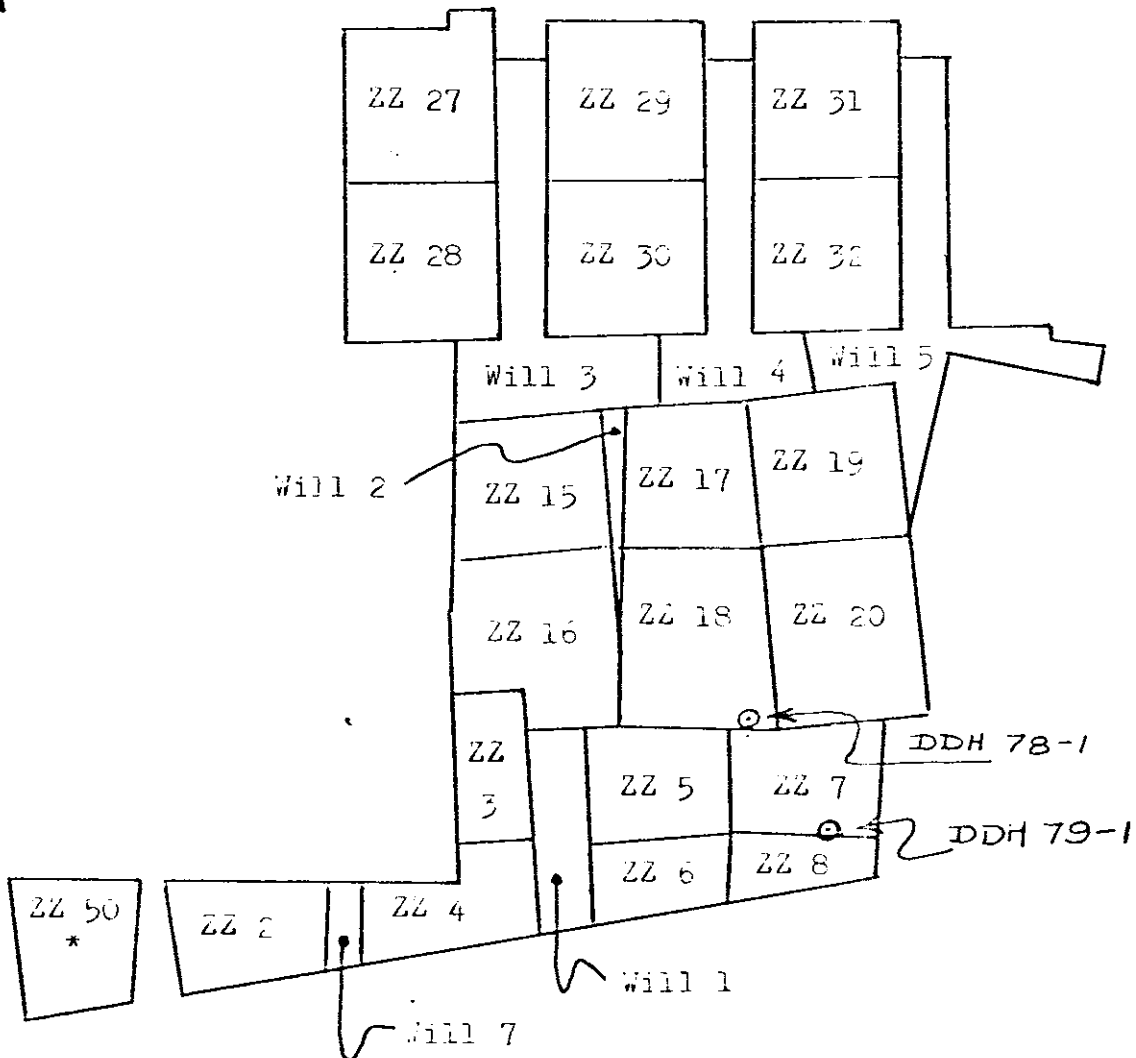 ZZ 27
ZZ 29
ZZ 31
ZZ 28
ZZ 30
ZZ 32
Will 3
Will 4
Will 5
Will 2
ZZ 15
ZZ 17
ZZ 19
ZZ 16
ZZ 18
ZZ 20
DDH 78-1
ZZ
3
ZZ 5
ZZ 7
DDH 79-1
ZZ 6
ZZ 8
ZZ 50
*
ZZ 2
ZZ 4
Will 1
Will 7